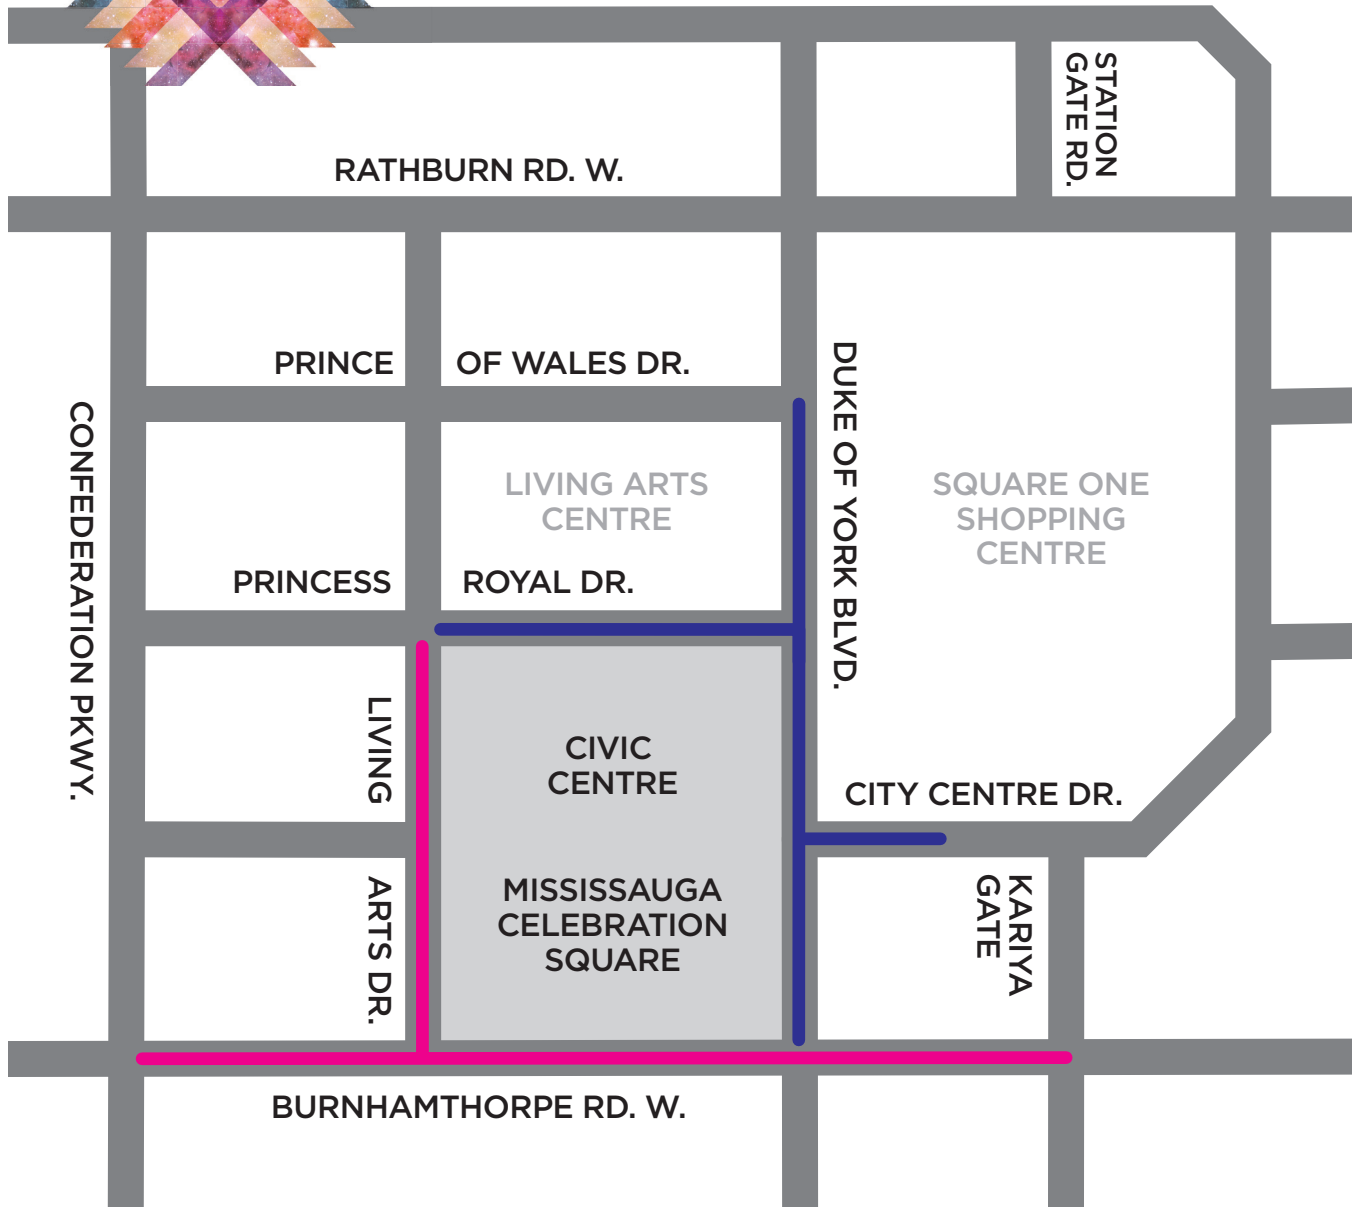 STATION
GATE RD.
RATHBURN RD. W.
PRINCE OF WALES DR.
DUKE OF YORK BLVD.
CONFEDERATION PKWY.
LIVING ARTS
CENTRE
SQUARE ONE
SHOPPING
CENTRE
PRINCESS ROYAL DR.
LIVING ARTS DR.
CIVIC
CENTRE
CITY CENTRE DR.
MISSISSAUGA
CELEBRATION
SQUARE
KARIYA
GATE
BURNHAMTHORPE RD. W.